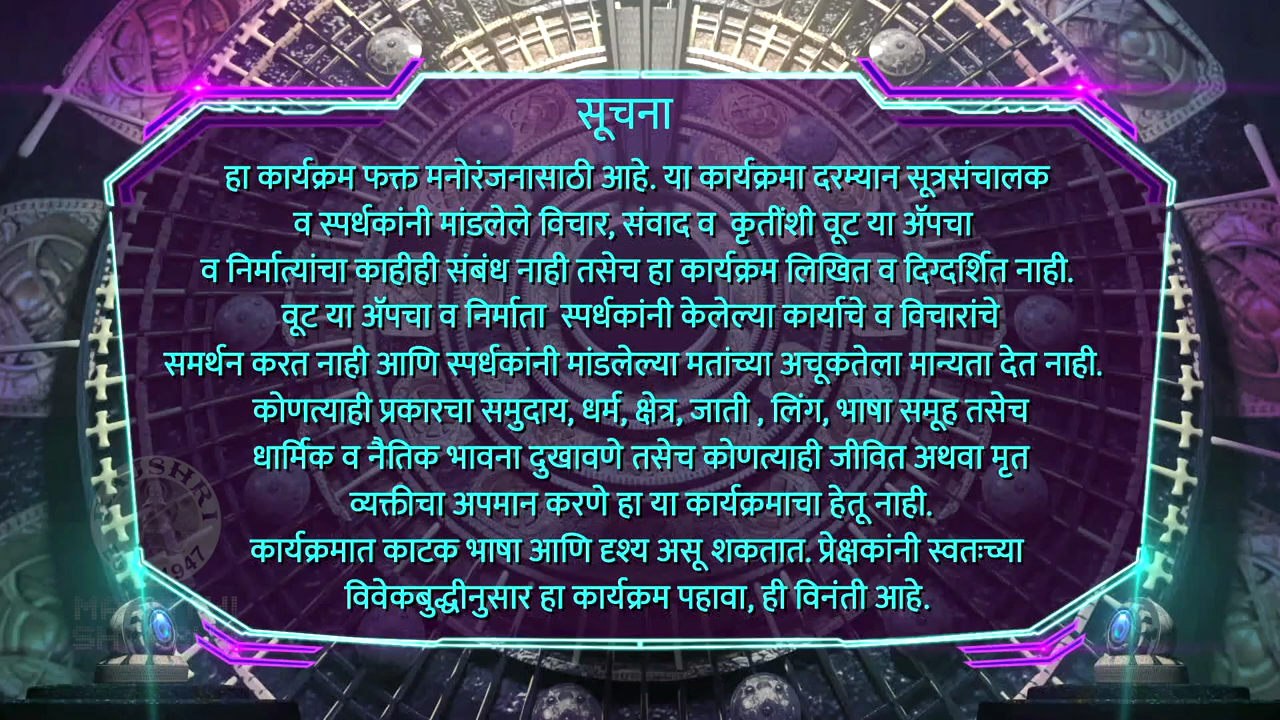 सूचना
हा कार्यक्रम फक्त मनोरंजनासाठी आहे. या कार्यक्रमा दरम्यान सूत्रसंचालक
व स्पर्धकांनी मांडलेले विचार, संवाद व कृतींशी वूट या ॲपचा
व निर्मात्यांचा काहीही संबंध नाही तसेच हा कार्यक्रम लिखित व दिग्दर्शित नाही.
वूट या ॲपचा व निर्माता स्पर्धकांनी केलेल्या कार्याचे व विचारांचे
समर्थन करत नाही आणि स्पर्धकांनी मांडलेल्या मतांच्या अचूकतेला मान्यता देत नाही.
कोणत्याही प्रकारचा समुदाय, धर्म, क्षेत्र, जाती , लिंग, भाषा समूह तसेच
धार्मिक व नैतिक भावना दुखावणे तसेच कोणत्याही जीवित अथवा मृत
व्यक्तीचा अपमान करणे हा या कार्यक्रमाचा हेतू नाही.
कार्यक्रमात काटक भाषा आणि दृश्य असू शकतात. प्रेक्षकांनी स्वतःच्या
विवेकबुद्धीनुसार हा कार्यक्रम पहावा, ही विनंती आहे.
1947